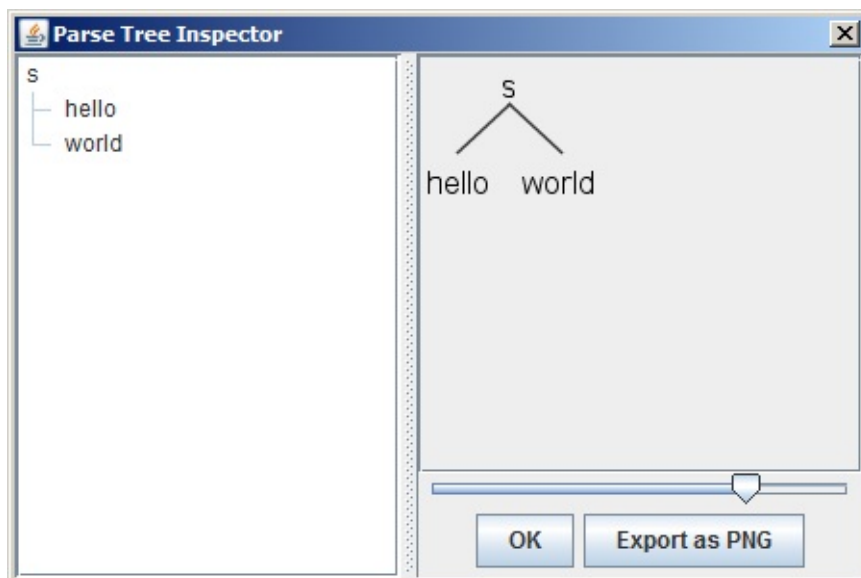 Parse Tree Inspector
s
hello
world
s
hello world
OK Export as PNG